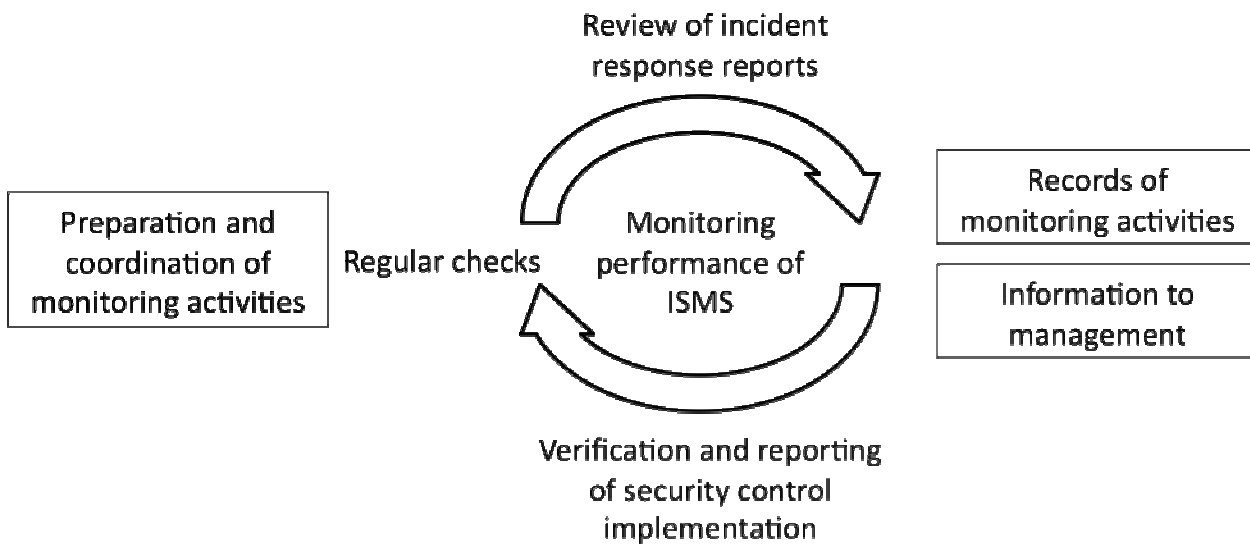 Review of incident
response reports
Preparation and
coordination of
monitoring activities
Regular checks
Monitoring
performance of
ISMS
Records of
monitoring activities
Information to
management
Verification and reporting
of security control
implementation